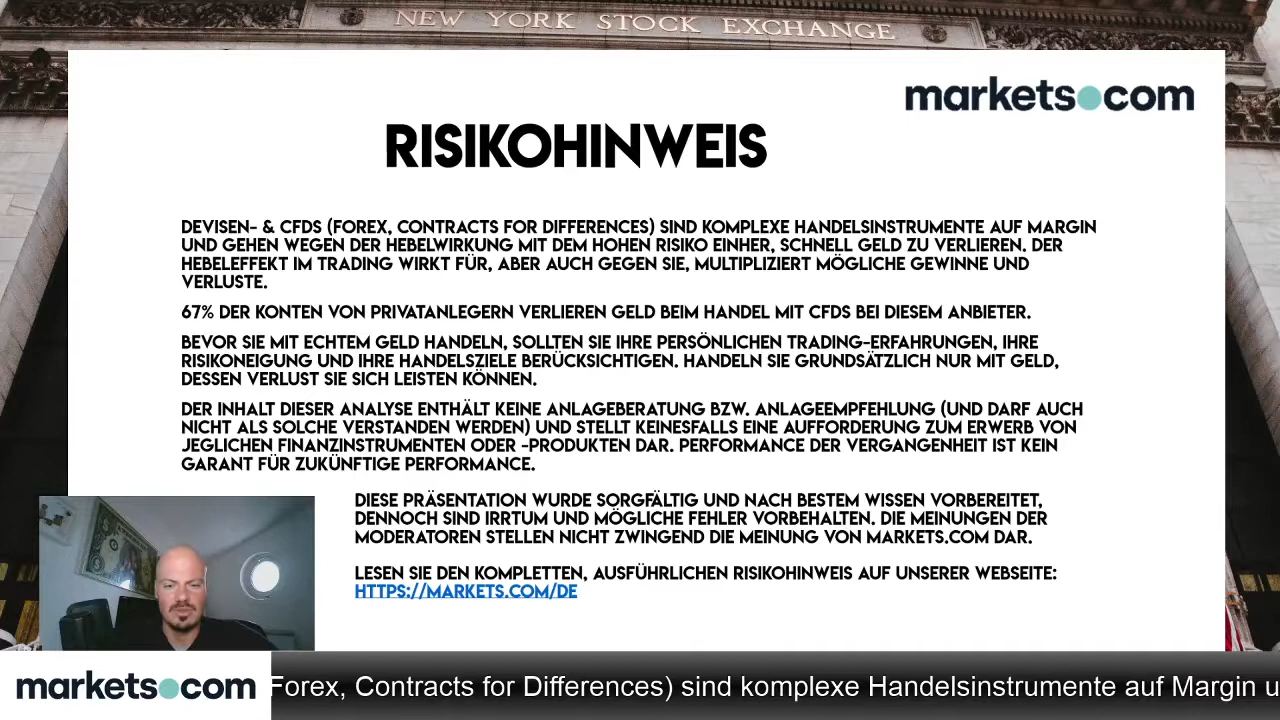 NEW YORK STOCK EXCHANGE
markets.com
RISIKOHINWEIS
DEVISEN- & CFDS (FOREX, CONTRACTS FOR DIFFERENCES) SIND KOMPLEXE HANDELSINSTRUMENTE AUF MARGIN
UND GEHEN WEGEN DER HEBELWIRKUNG MIT DEM HOHEN RISIKO EINHER, SCHNELL GELD ZU VERLIEREN. DER
HEBELEFFEKT IM TRADING WIRKT FÜR, ABER AUCH GEGEN SIE, MULTIPLIZIERT MÖGLICHE GEWINNE UND
VERLUSTE.
67% DER KONTEN VON PRIVATANLEGERN VERLIEREN GELD BEIM HANDEL MIT CFDS BEI DIESEM ANBIETER.
BEVOR SIE MIT ECHTEM GELD HANDELN, SOLLTEN SIE IHRE PERSÖNLICHEN TRADING-ERFAHRUNGEN, IHRE
RISIKONEIGUNG UND IHRE HANDELSZIELE BERÜCKSICHTIGEN. HANDELN SIE GRUNDSÄTZLICH NUR MIT GELD,
DESSEN VERLUST SIE SICH LEISTEN KÖNNEN.
DER INHALT DIESER ANALYSE ENTHÄLT KEINE ANLAGEBERATUNG BZW. ANLAGEEMPFEHLUNG (UND DARF AUCH
NICHT ALS SOLCHE VERSTANDEN WERDEN) UND STELLT KEINESFALLS EINE AUFFORDERUNG ZUM ERWERB VON
JEGLICHEN FINANZINSTRUMENTEN ODER -PRODUKTEN DAR. PERFORMANCE DER VERGANGENHEIT IST KEIN
GARANT FÜR ZUKÜNFTIGE PERFORMANCE.
DIESE PRÄSENTATION WURDE SORGFÄLTIG UND NACH BESTEM WISSEN VORBEREITET,
DENNOCH SIND IRRTUM UND MÖGLICHE FEHLER VORBEHALTEN. DIE MEINUNGEN DER
MODERATOREN STELLEN NICHT ZWINGEND DIE MEINUNG VON MARKETS.COM DAR.
LESEN SIE DEN KOMPLETTEN, AUSFÜHRLICHEN RISIKOHINWEIS AUF UNSERER WEBSEITE:
HTTPS://MARKETS.COM/DE
markets.com
Forex, Contracts for Differences) sind komplexe Handelsinstrumente auf Margin u